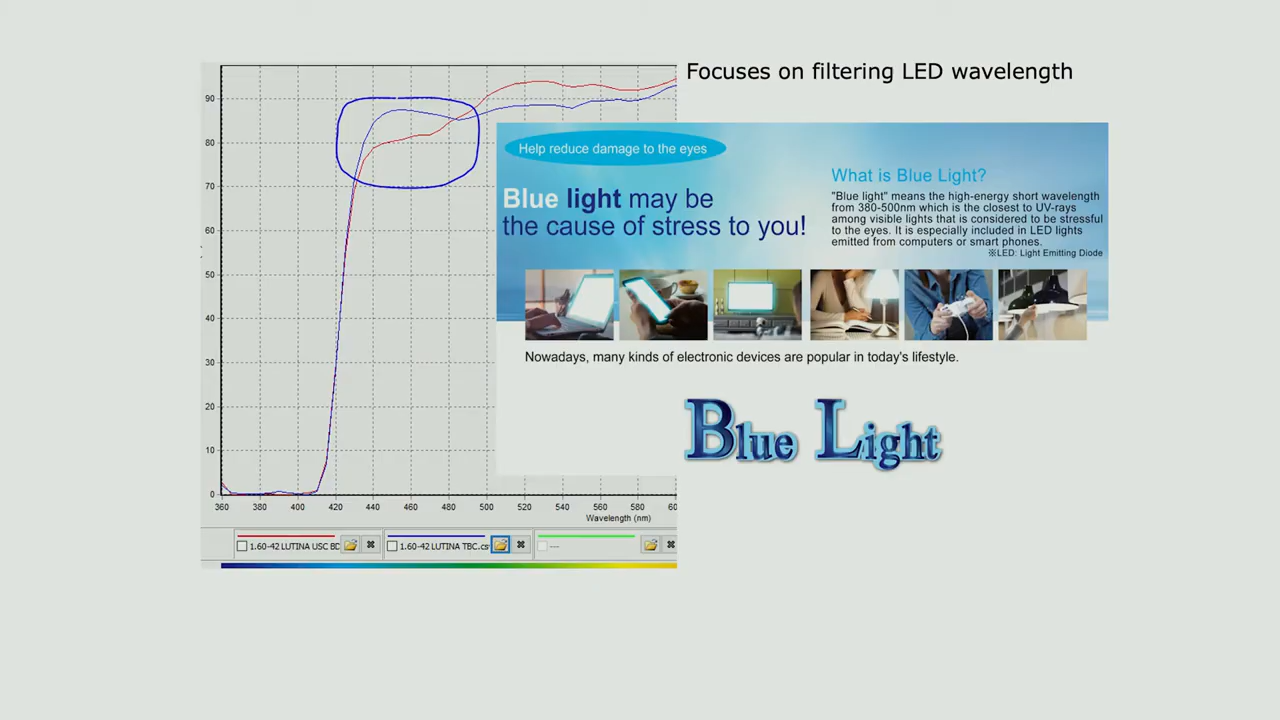 Focuses on filtering LED wavelength
90
80
70
60
50
40
30
20
10
0
360 380 400 420 440 460 480 500 520 540 560 580 60
Wavelength (nm)
1.60-42 LUTINA USC BD
1.60-42 LUTINA TBC.cs
---
Help reduce damage to the eyes
Blue light may be
the cause of stress to you!
What is Blue Light?
"Blue light" means the high-energy short wavelength
from 380-500nm which is the closest to UV-rays
among visible lights that is considered to be stressful
to the eyes. It is especially included in LED lights
emitted from computers or smart phones.
※LED: Light Emitting Diode
Nowadays, many kinds of electronic devices are popular in today's lifestyle.
Blue Light